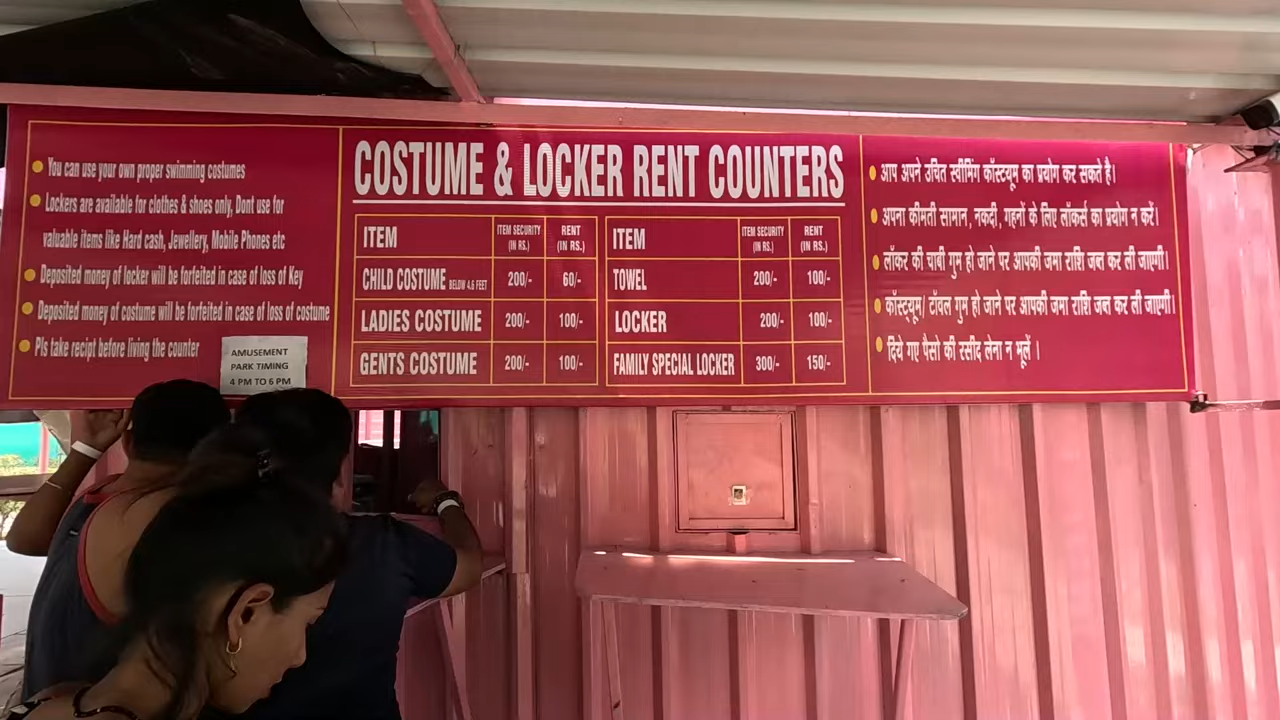 You can use your own proper swimming costumes
Lockers are available for clothes & shoes only, Dont use for
valuable items like Hard cash, Jewellery, Mobile Phones etc
Deposited money of locker will be forfeited in case of loss of Key
Deposited money of costume will be forfeited in case of loss of costume
Pls take recipt before living the counter
AMUSEMENT
PARK TIMING
4 PM TO 6 PM
COSTUME & LOCKER RENT COUNTERS
ITEM ITEM SECURITY (IN RS.) RENT (IN RS.)
CHILD COSTUME BELOW 4.6 FEET 200/- 60/-
LADIES COSTUME 200/- 100/-
GENTS COSTUME 200/- 100/-
ITEM ITEM SECURITY (IN RS.) RENT (IN RS.)
TOWEL 200/- 100/-
LOCKER 200/- 100/-
FAMILY SPECIAL LOCKER 300/- 150/-
आप अपने उचित स्वीमिंग कॉस्टयूम का प्रयोग कर सकते है।
अपना कीमती सामान, नकदी, गहनों के लिए लॉकर्स का प्रयोग न करें।
लॉकर की चाबी गुम हो जाने पर आपकी जमा राशि जब्त कर ली जाएगी।
कॉस्टयूम/ टॉवल गुम हो जाने पर आपकी जमा राशि जब्त कर ली जाएगी।
दिये गए पैसो की रसीद लेना न भूलें ।